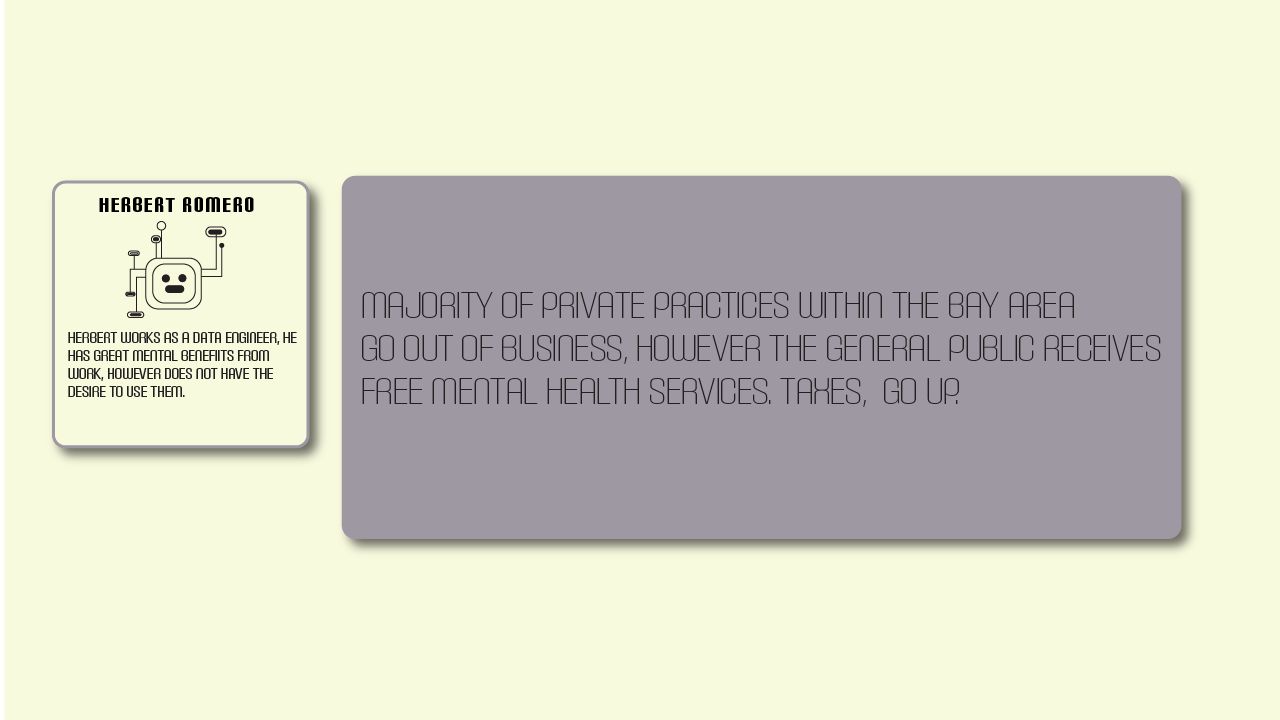 HERBERT ROMERO
HERBERT WORKS AS A DATA ENGINEER, HE
HAS GREAT MENTAL BENEFITS FROM
WORK, HOWEVER DOES NOT HAVE THE
DESIRE TO USE THEM.
MAJORITY OF PRIVATE PRACTICES WITHIN THE BAY AREA
GO OUT OF BUSINESS, HOWEVER THE GENERAL PUBLIC RECEIVES
FREE MENTAL HEALTH SERVICES. TAXES,  GO UP.